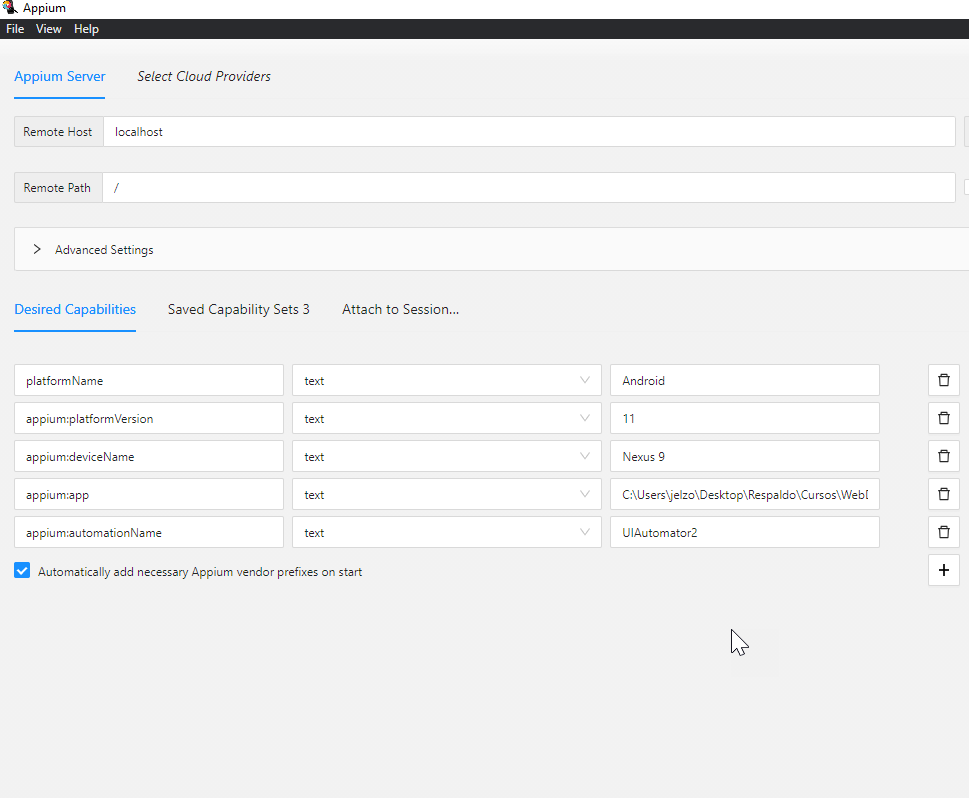 Appium
File View Help
Appium Server Select Cloud Providers
Remote Host localhost
Remote Path /
Advanced Settings
Desired Capabilities Saved Capability Sets 3 Attach to Session...
platformName text Android
appium:platformVersion text 11
appium:deviceName text Nexus 9
appium:app text C:\Users\jelzo\Desktop\Respaldo\Cursos\Web
appium:automationName text UIAutomator2
Automatically add necessary Appium vendor prefixes on start